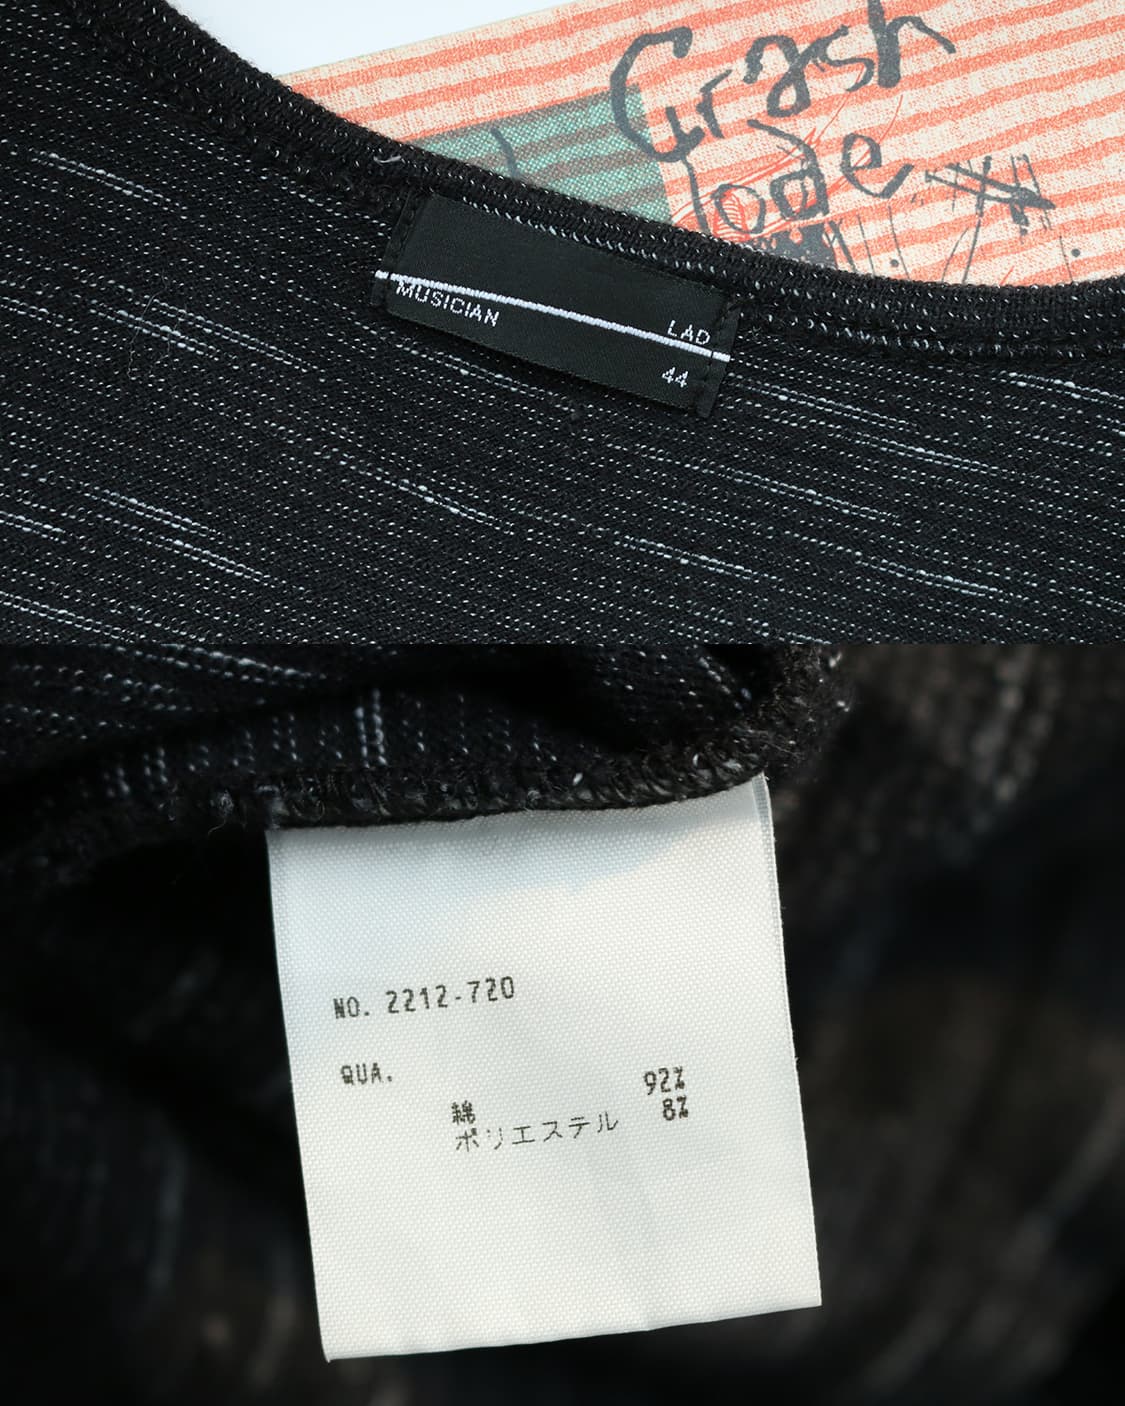 Crash
lode
MUSICIAN
LAD
44
NO. 2212-720
QUA.
綿 92%
ポリエステル 8%